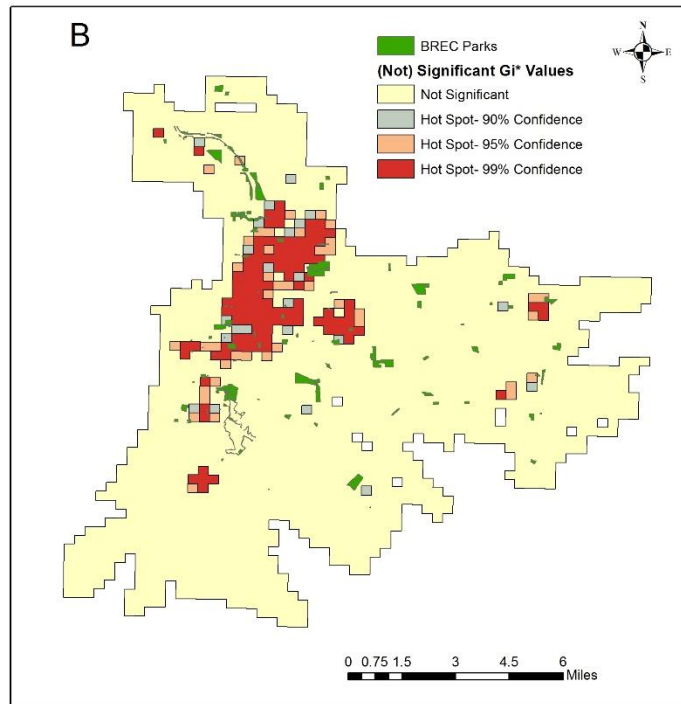 B
N
W E
S
BREC Parks
(Not) Significant Gi* Values
Not Significant
Hot Spot- 90% Confidence
Hot Spot- 95% Confidence
Hot Spot- 99% Confidence
0 0.75 1.5 3 4.5 6
Miles